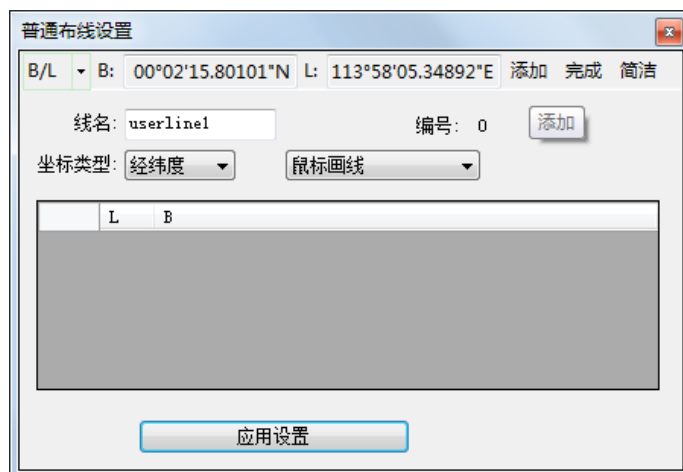 普通布线设置
B/L B: 00°02'15.80101"N L: 113°58'05.34892"E 添加 完成 简洁
线名: userline1 编号: 0 添加
坐标类型: 经纬度 鼠标画线
L B
应用设置